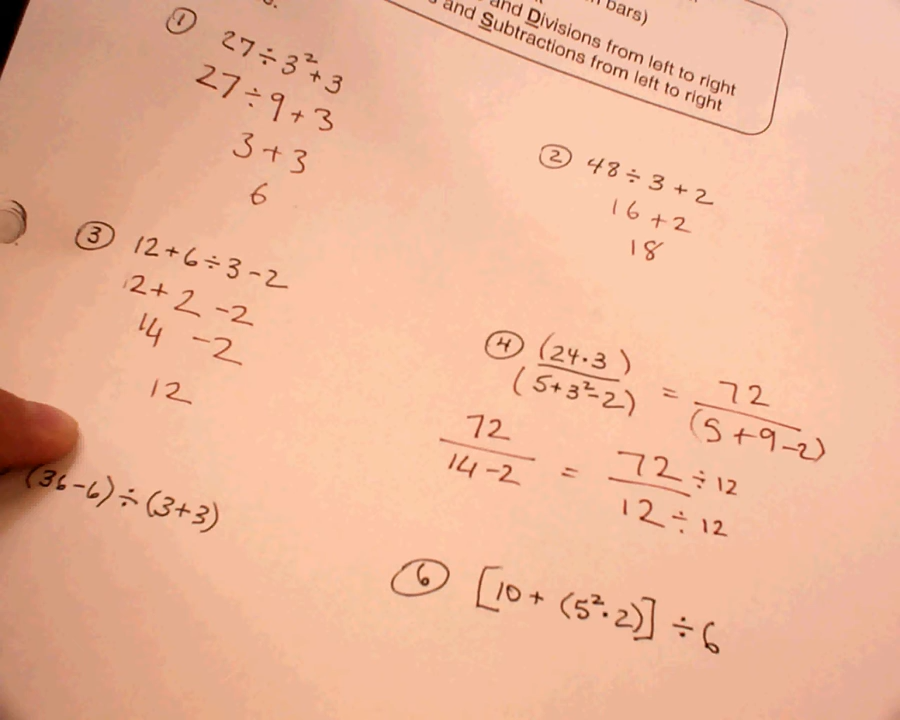 bars)
and Divisions from left to right
and Subtractions from left to right
① 27÷3²+3
27÷9+3
3+3
6
② 48÷3+2
16+2
18
③ 12+6÷3-2
12+2-2
14-2
12
④ (24·3)/(5+3²-2) = 72/(5+9-2)
72/(14-2) = 72÷12/12÷12
(36-6)÷(3+3)
⑥ [10+(5²·2)]÷6